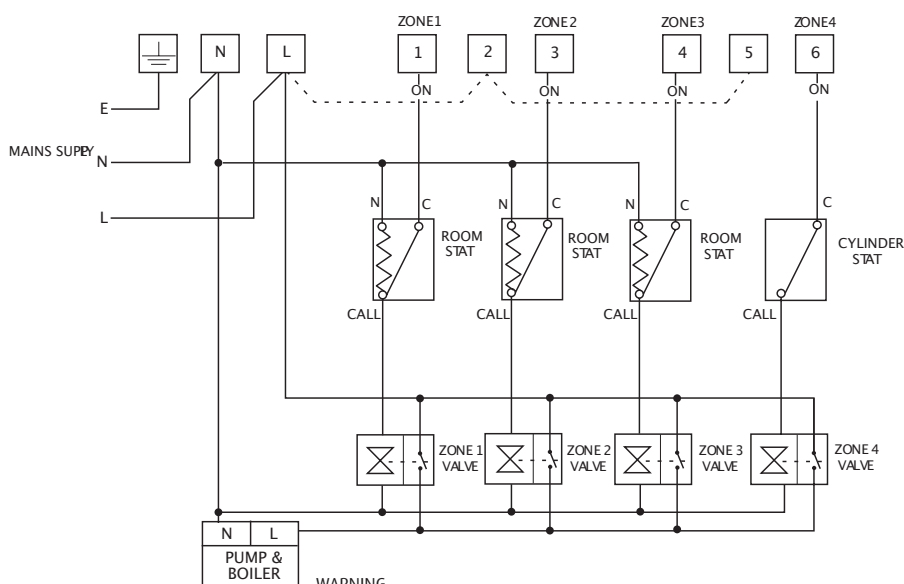 ZONE1 ZONE2 ZONE3 ZONE4
N L 1 2 3 4 5 6
ON ON ON ON
E
MAINS SUPPLY N
L
N C N C N C C
ROOM STAT
ROOM STAT
ROOM STAT
CYLINDER STAT
CALL CALL CALL CALL
ZONE 1 VALVE
ZONE 2 VALVE
ZONE 3 VALVE
ZONE 4 VALVE
N L
PUMP &
BOILER
WARNING